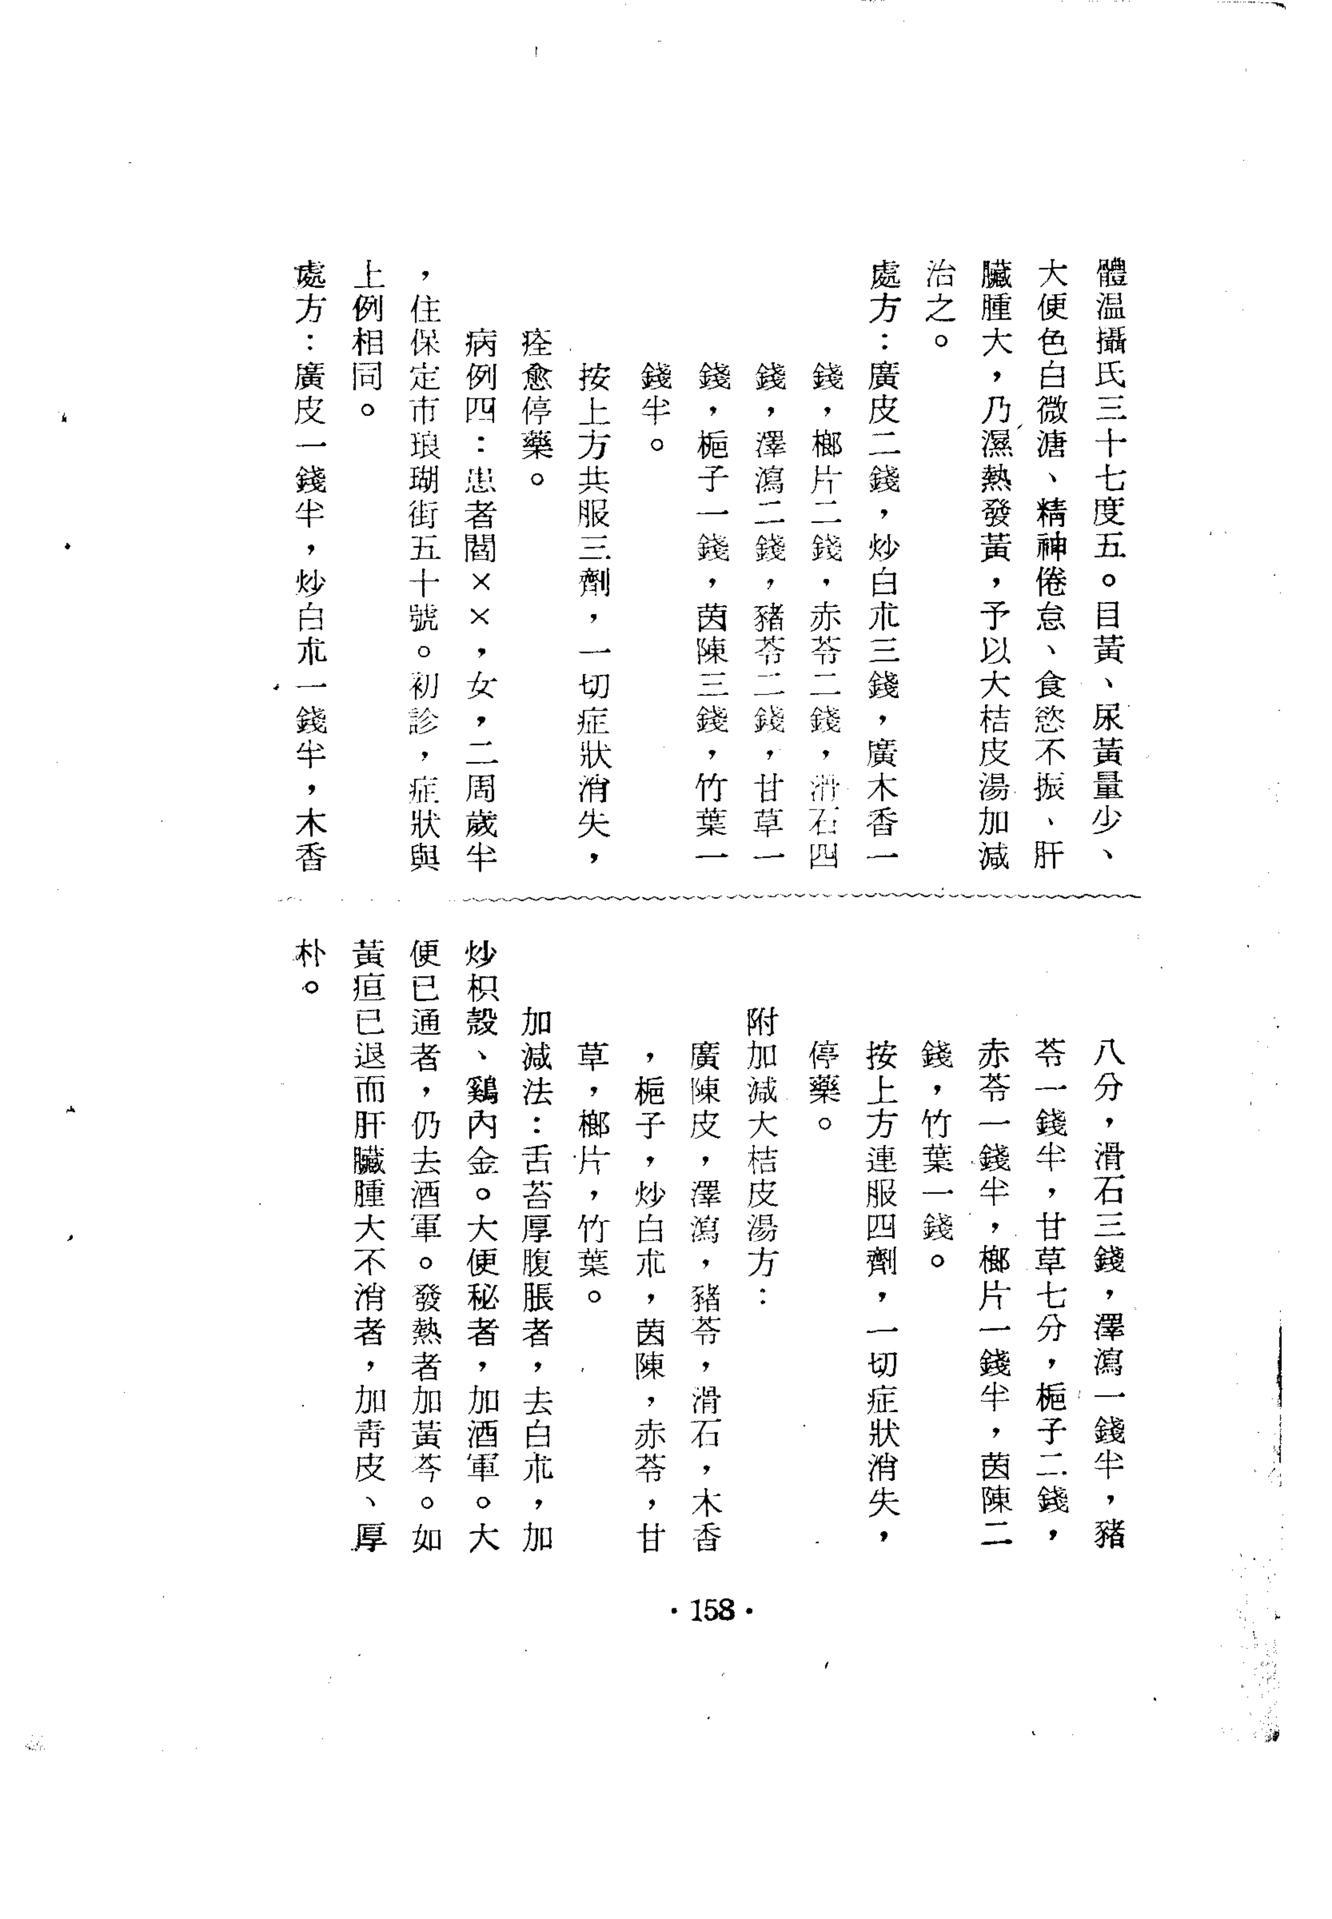 體温攝氏三十七度五。目黃、尿黃量少、
大便色白微溏、精神倦怠、食慾不振、肝
臟腫大，乃濕熱發黃，予以大桔皮湯加減
治之。
處方：廣皮二錢，炒白朮三錢，廣木香一
錢，榔片二錢，赤苓二錢，滑石四
錢，澤瀉二錢，豬苓二錢，甘草一
錢，梔子一錢，茵陳三錢，竹葉一
錢半。
按上方共服三劑，一切症狀消失，
痊愈停藥。
病例四：患者閻××，女，二周歲半
，住保定市琅瑚街五十號。初診，症狀與
上例相同。
處方：廣皮一錢半，炒白朮一錢半，木香
八分，滑石三錢，澤瀉一錢半，豬
苓一錢半，甘草七分，梔子二錢，
赤苓一錢半，榔片一錢半，茵陳二
錢，竹葉一錢。
按上方連服四劑，一切症狀消失，
停藥。
附加減大桔皮湯方：
廣陳皮，澤瀉，豬苓，滑石，木香
，梔子，炒白朮，茵陳，赤苓，甘
草，榔片，竹葉。
加減法：舌苔厚腹脹者，去白朮，加
炒枳殼、鷄內金。大便秘者，加酒軍。大
便已通者，仍去酒軍。發熱者加黃芩。如
黃疸已退而肝臟腫大不消者，加青皮、厚
朴。
·158·